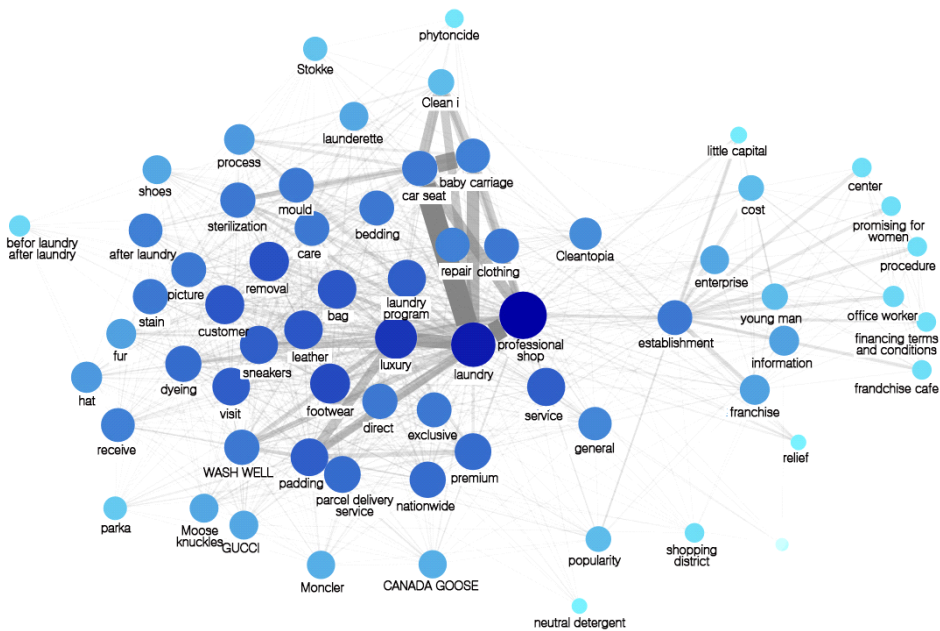 phytoncide
Stokke
Clean i
launderette
little capital
process
baby carriage
car seat
center
shoes
mould
cost
promising for
women
sterilization
befor laundry
after laundry
after laundry
care
bedding
repair
clothing
Cleantopia
procedure
enterprise
picture
removal
laundry
program
bag
office worker
stain
customer
young man
establishment
financing terms
and conditions
fur
sneakers
leather
luxury
professional
shop
laundry
information
hat
dyeing
visit
footwear
direct
service
franchise
frandchise cafe
exclusive
receive
general
relief
WASH WELL
padding
parcel delivery
service
premium
nationwide
parka
Moose
knuckles
GUCCI
popularity
shopping
district
Moncler
CANADA GOOSE
neutral detergent